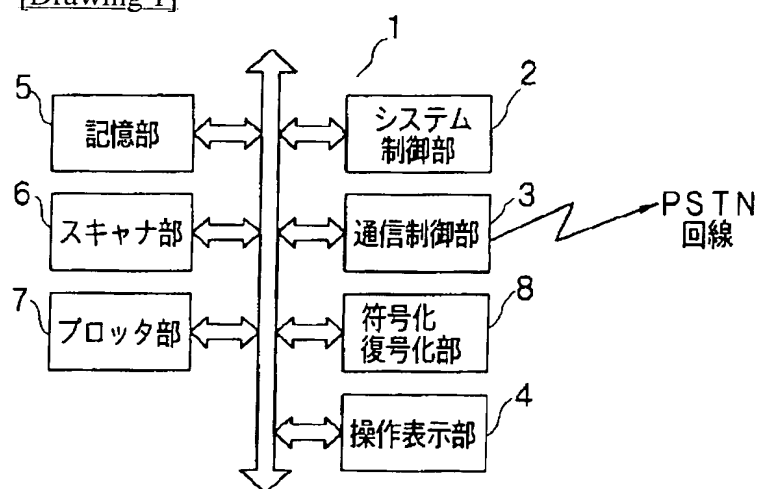 [Drawing 1]
1
5
記憶部
2
システム
制御部
6
スキャナ部
3
通信制御部
PSTN
回線
7
プロッタ部
8
符号化
復号化部
4
操作表示部